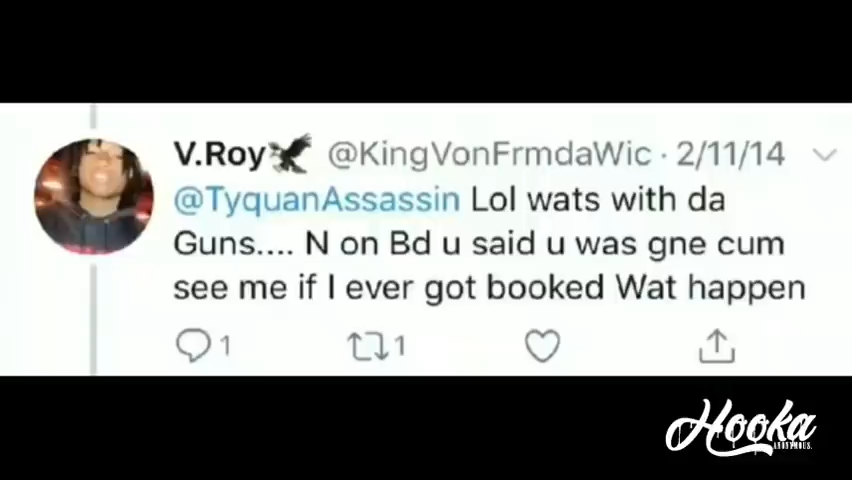 V.Roy @KingVonFrmdaWic · 2/11/14
@TyquanAssassin Lol wats with da
Guns.... N on Bd u said u was gne cum
see me if I ever got booked Wat happen
1 1
Hooka
ANONYMOUS.